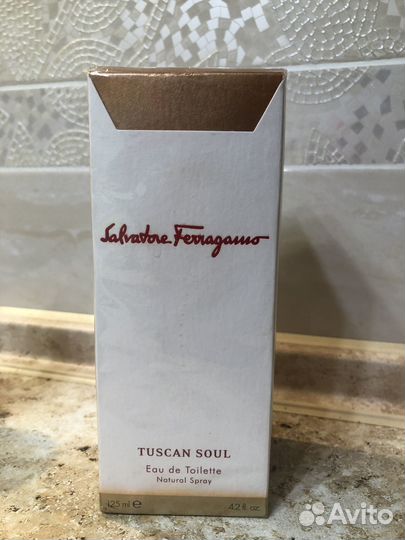 Salvatore Ferragamo
TUSCAN SOUL
Eau de Toilette
Natural Spray
125 ml e 4.2 fl. oz.
Avito